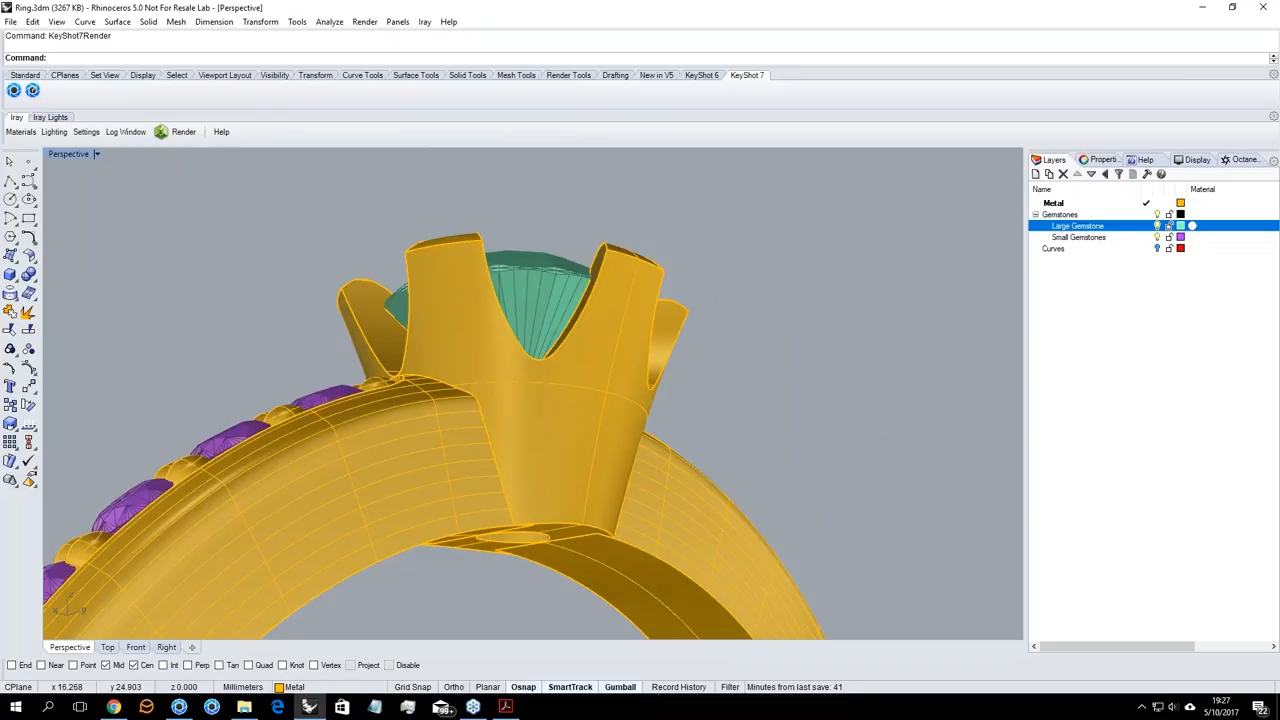 Ring.3dm (3267 KB) - Rhinoceros 5.0 Not For Resale Lab - [Perspective]
File Edit View Curve Surface Solid Mesh Dimension Transform Tools Analyze Render Panels Iray Help
Command: KeyShot7Render
Command:
Standard CPlanes Set View Display Select Viewport Layout Visibility Transform Curve Tools Surface Tools Solid Tools Mesh Tools Render Tools Drafting New in V5 KeyShot 6 KeyShot 7
Iray Iray Lights
Materials Lighting Settings Log Window Render Help
Perspective
Layers Properti... Help Display Octane...
Name Material
Metal
Gemstones
Large Gemstone
Small Gemstones
Curves
z
x y
Perspective Top Front Right
End Near Point Mid Cen Int Perp Tan Quad Knot Vertex Project Disable
CPlane x 16.268 y 24.903 z 0.000 Millimeters Metal Grid Snap Ortho Planar Osnap SmartTrack Gumball Record History Filter Minutes from last save: 41
99+
19:27
5/10/2017
22